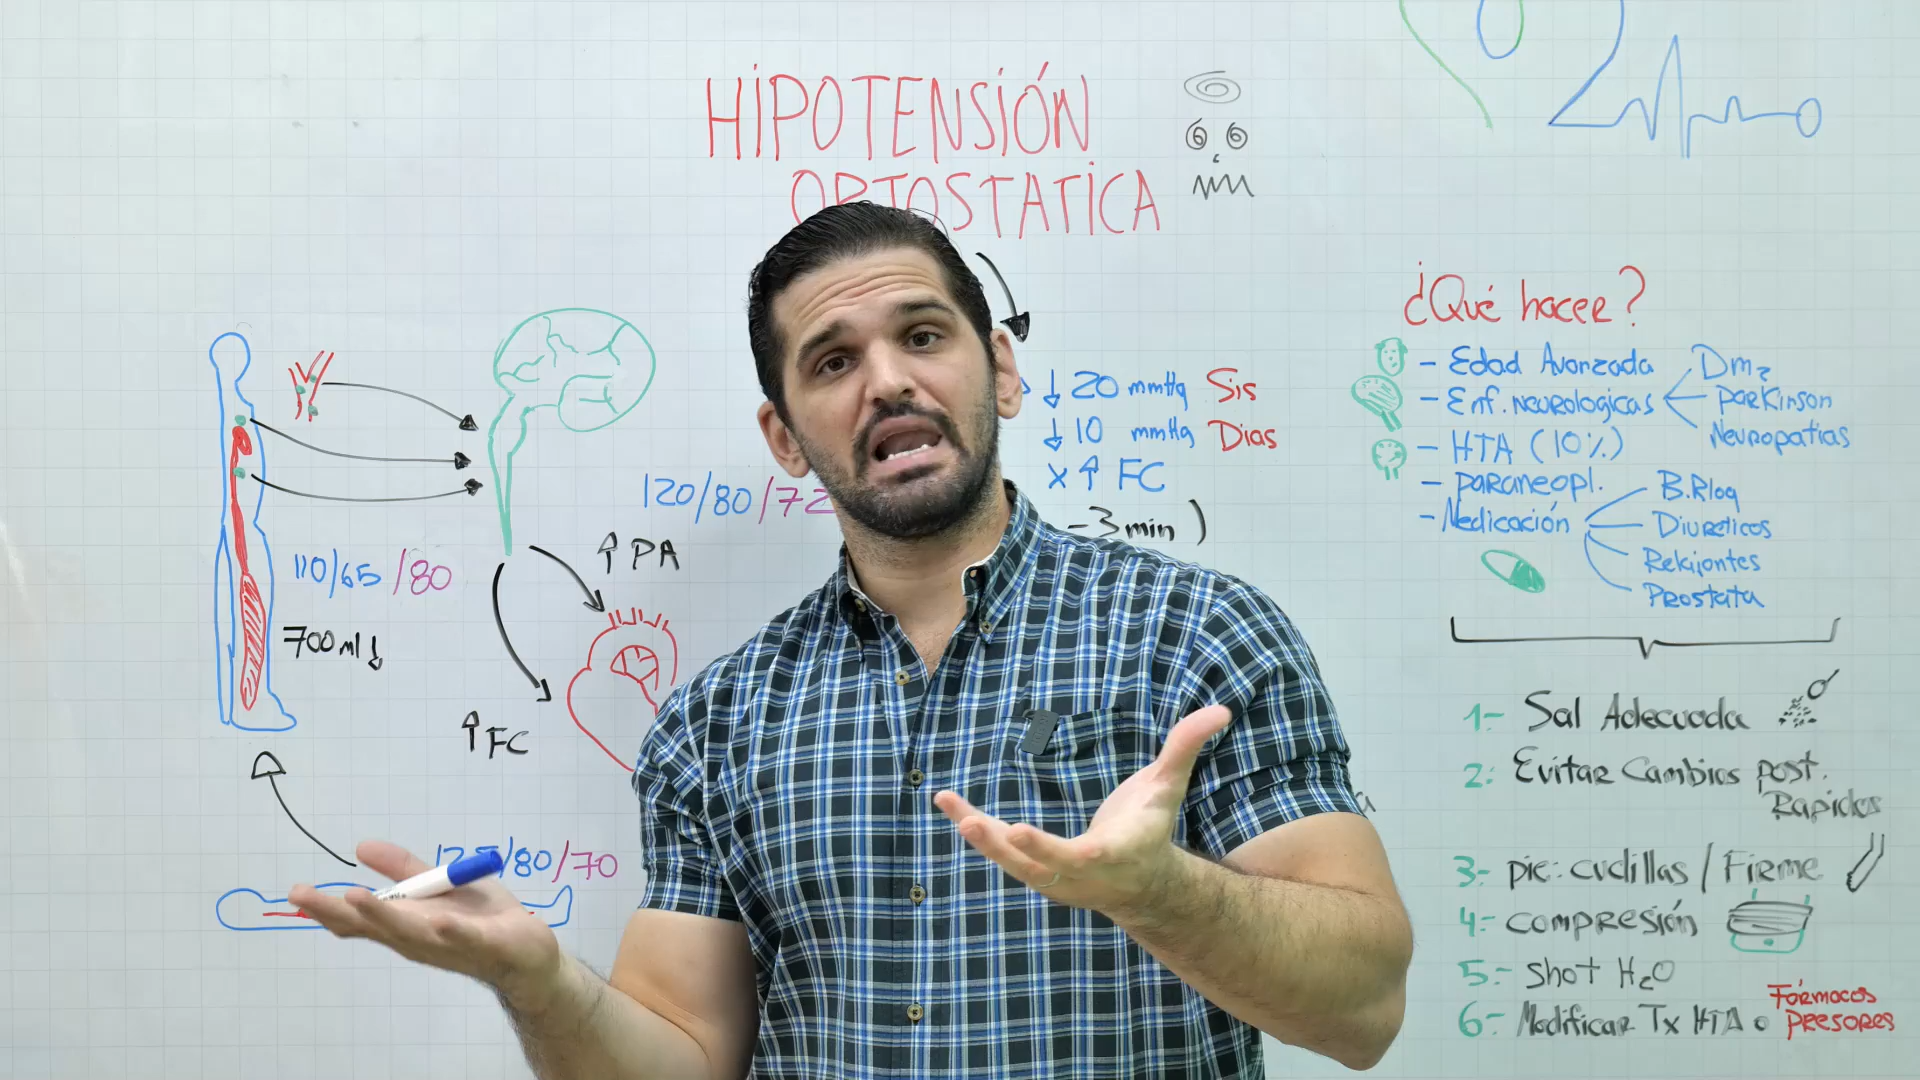 HIPOTENSIÓN
ORTOSTATICA
110/65/80
700 ml ↓
↑ PA
↑ FC
120/80/72
/80/70
↓ 20 mmHg Sis
↓ 10 mmHg Dias
x ↑ FC
-3 min )
¿Qué hacer?
- Edad Avanzada
- Enf. neurologicas
Dm2
Parkinson
Neuropatias
- HTA (10%)
- paraneopl.
- Medicación
B.Bloq
Diureticos
Relajantes
Prostata
1- Sal Adecuada
2: Evitar Cambios post.
Rapidos
3- pie: cuclillas / Firme
4: compresión
5- shot H2O
6- Modificar Tx HTA o Fármacos
presores